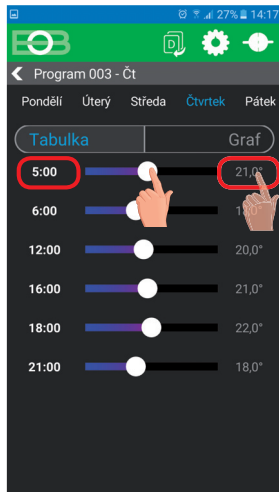 27% 14:17
EOB
D
Program 003 - Čt
Pondělí Úterý Středa Čtvrtek Pátek
Tabulka Graf
5:00 21,0°
6:00
12:00 20,0°
16:00 21,0°
18:00 22,0°
21:00 18,0°